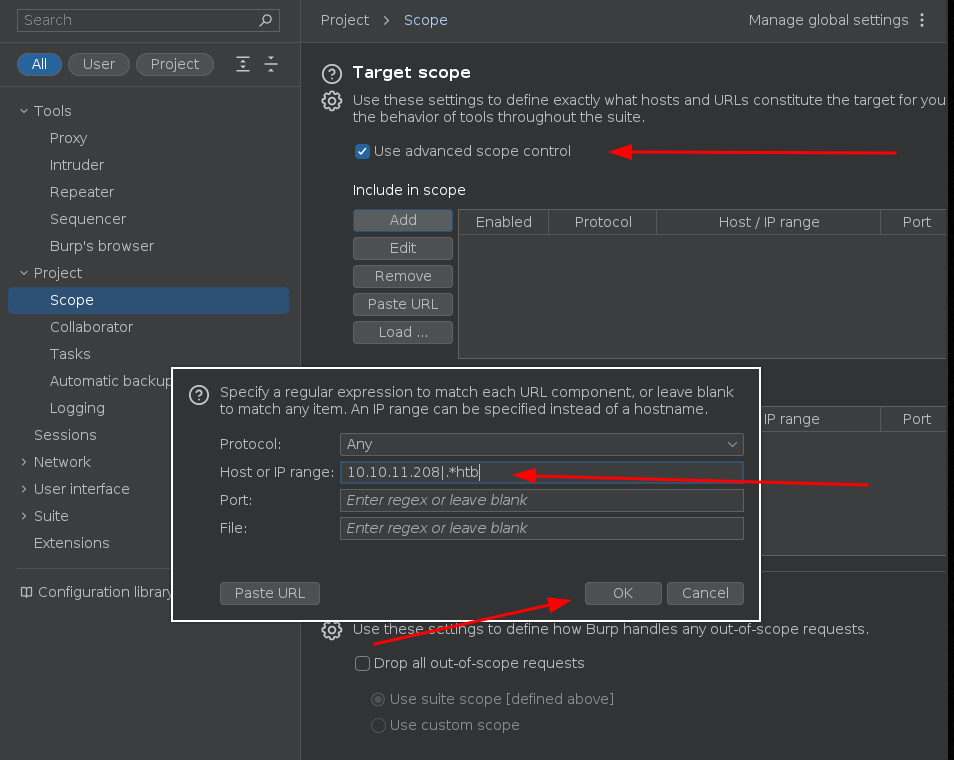 Search
All
User
Project
Tools
Proxy
Intruder
Repeater
Sequencer
Burp's browser
Project
Scope
Collaborator
Tasks
Automatic backup
Logging
Sessions
Network
User interface
Suite
Extensions
Configuration library
Project > Scope
Manage global settings
Target scope
Use these settings to define exactly what hosts and URLs constitute the target for you
the behavior of tools throughout the suite.
Use advanced scope control
Include in scope
Add
Edit
Remove
Paste URL
Load ...
Enabled Protocol Host / IP range Port
IP range Port
Specify a regular expression to match each URL component, or leave blank
to match any item. An IP range can be specified instead of a hostname.
Protocol: Any
Host or IP range: 10.10.11.208|.*htb
Port: Enter regex or leave blank
File: Enter regex or leave blank
Paste URL
OK
Cancel
Use these settings to define how Burp handles any out-of-scope requests.
Drop all out-of-scope requests
Use suite scope [defined above]
Use custom scope